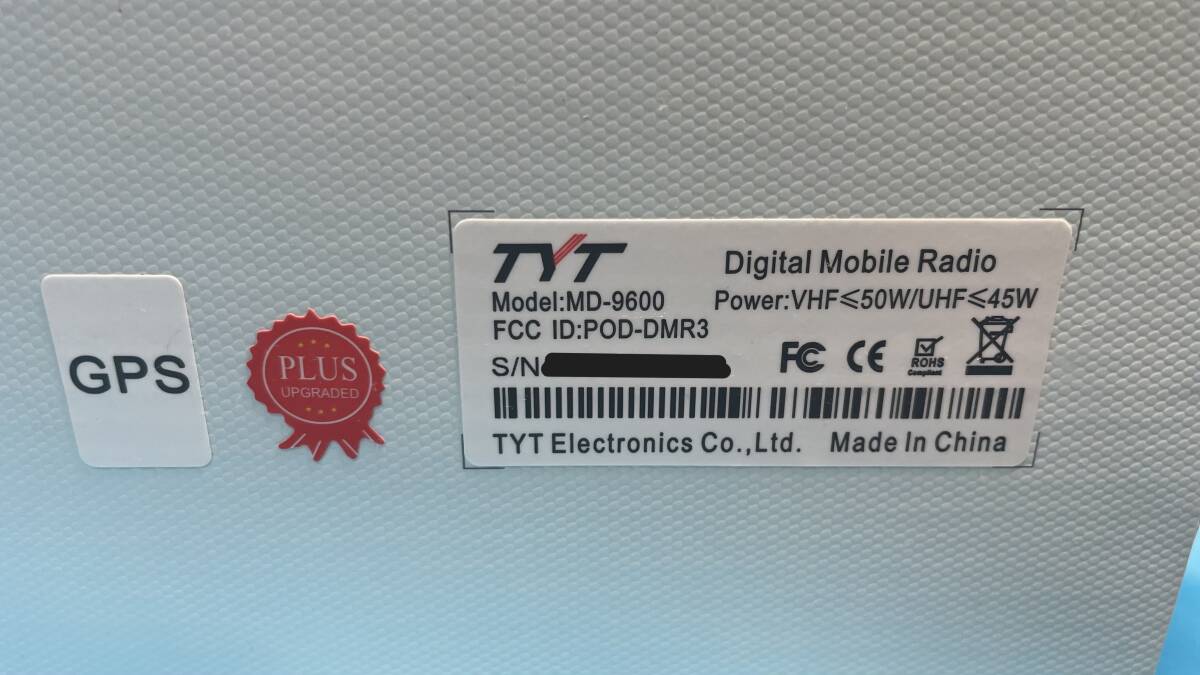 GPS
PLUS
UPGRADED
TYT
Digital Mobile Radio
Model:MD-9600
Power:VHF≤50W/UHF≤45W
FCC ID:POD-DMR3
S/N
FC CE
ROHS
Compliant
TYT Electronics Co.,Ltd. Made In China